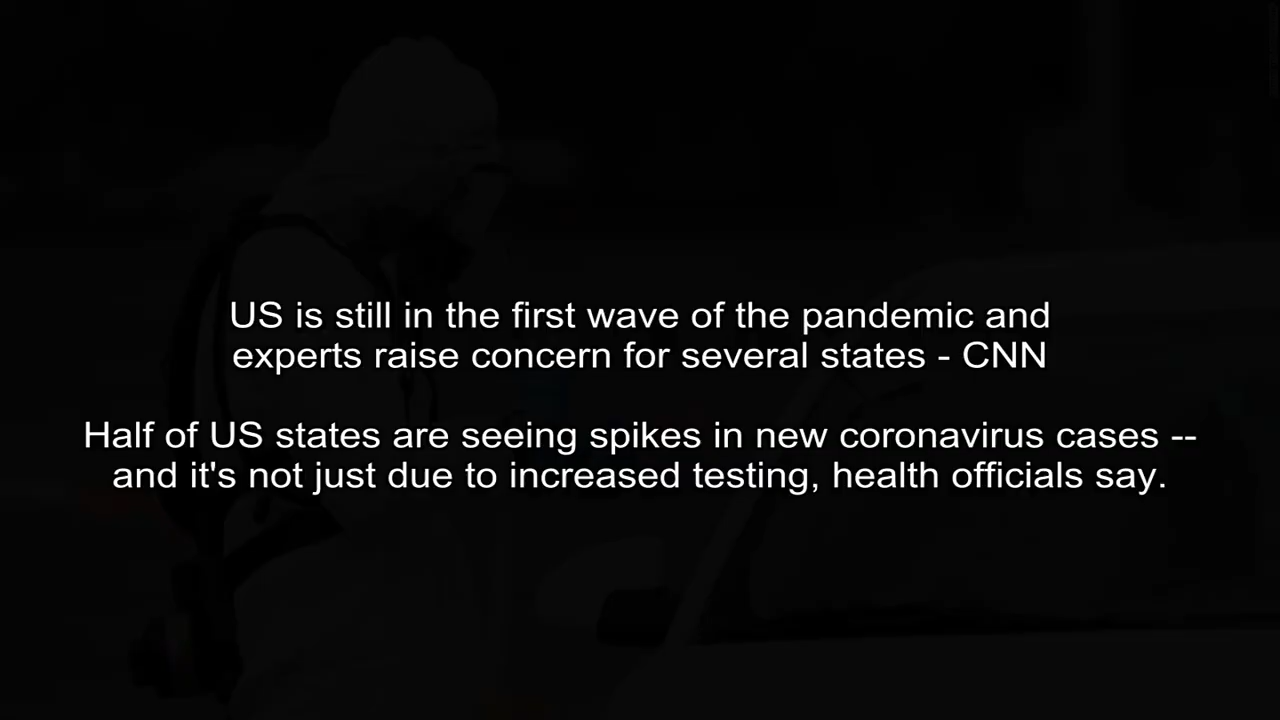 US is still in the first wave of the pandemic and
experts raise concern for several states - CNN
Half of US states are seeing spikes in new coronavirus cases --
and it's not just due to increased testing, health officials say.